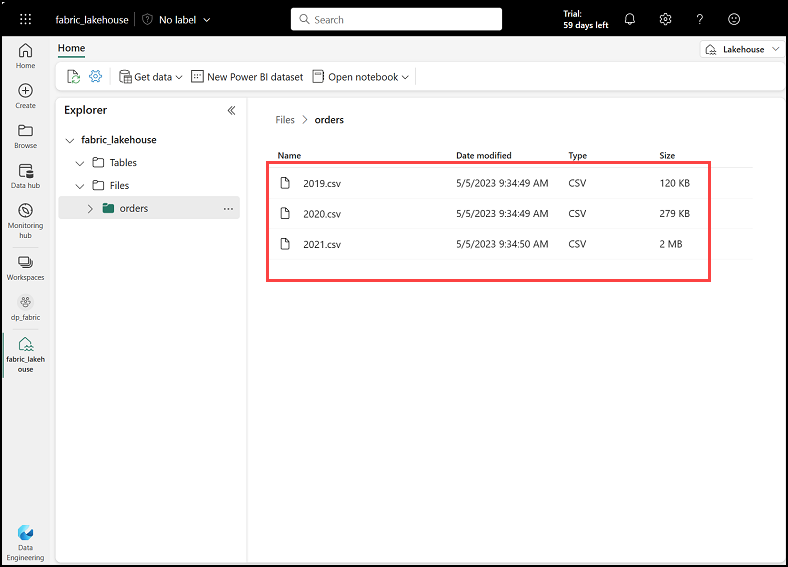 fabric_lakehouse
No label
Search
Trial:
59 days left
Home
Create
Browse
Data hub
Monitoring
hub
Workspaces
dp_fabric
fabric_lakeh
ouse
Data
Engineering
Home
Lakehouse
Get data
New Power BI dataset
Open notebook
Explorer
fabric_lakehouse
Tables
Files
orders
Files > orders
Name Date modified Type Size
2019.csv 5/5/2023 9:34:49 AM CSV 120 KB
2020.csv 5/5/2023 9:34:49 AM CSV 279 KB
2021.csv 5/5/2023 9:34:50 AM CSV 2 MB